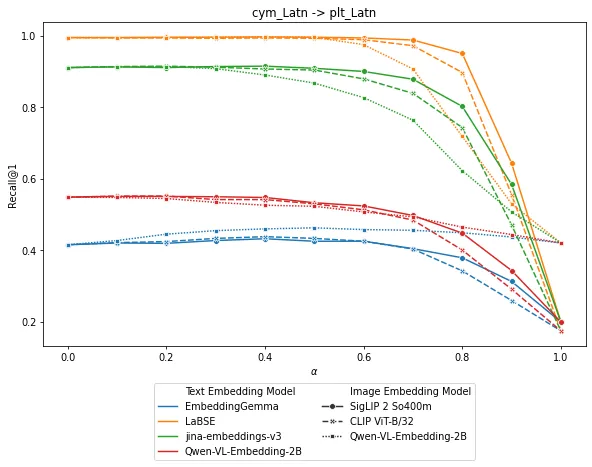 cym_Latn -> plt_Latn
Recall@1
1.0
0.8
0.6
0.4
0.2
0.0 0.2 0.4 0.6 0.8 1.0
α
Text Embedding Model Image Embedding Model
EmbeddingGemma SigLIP 2 So400m
LaBSE CLIP ViT-B/32
jina-embeddings-v3 Qwen-VL-Embedding-2B
Qwen-VL-Embedding-2B